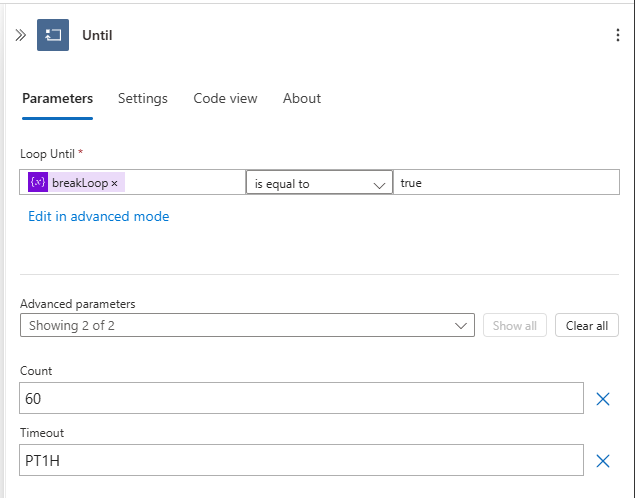 Until
Parameters Settings Code view About
Loop Until *
{x} breakLoop × is equal to true
Edit in advanced mode
Advanced parameters
Showing 2 of 2 Show all Clear all
Count
60
Timeout
PT1H